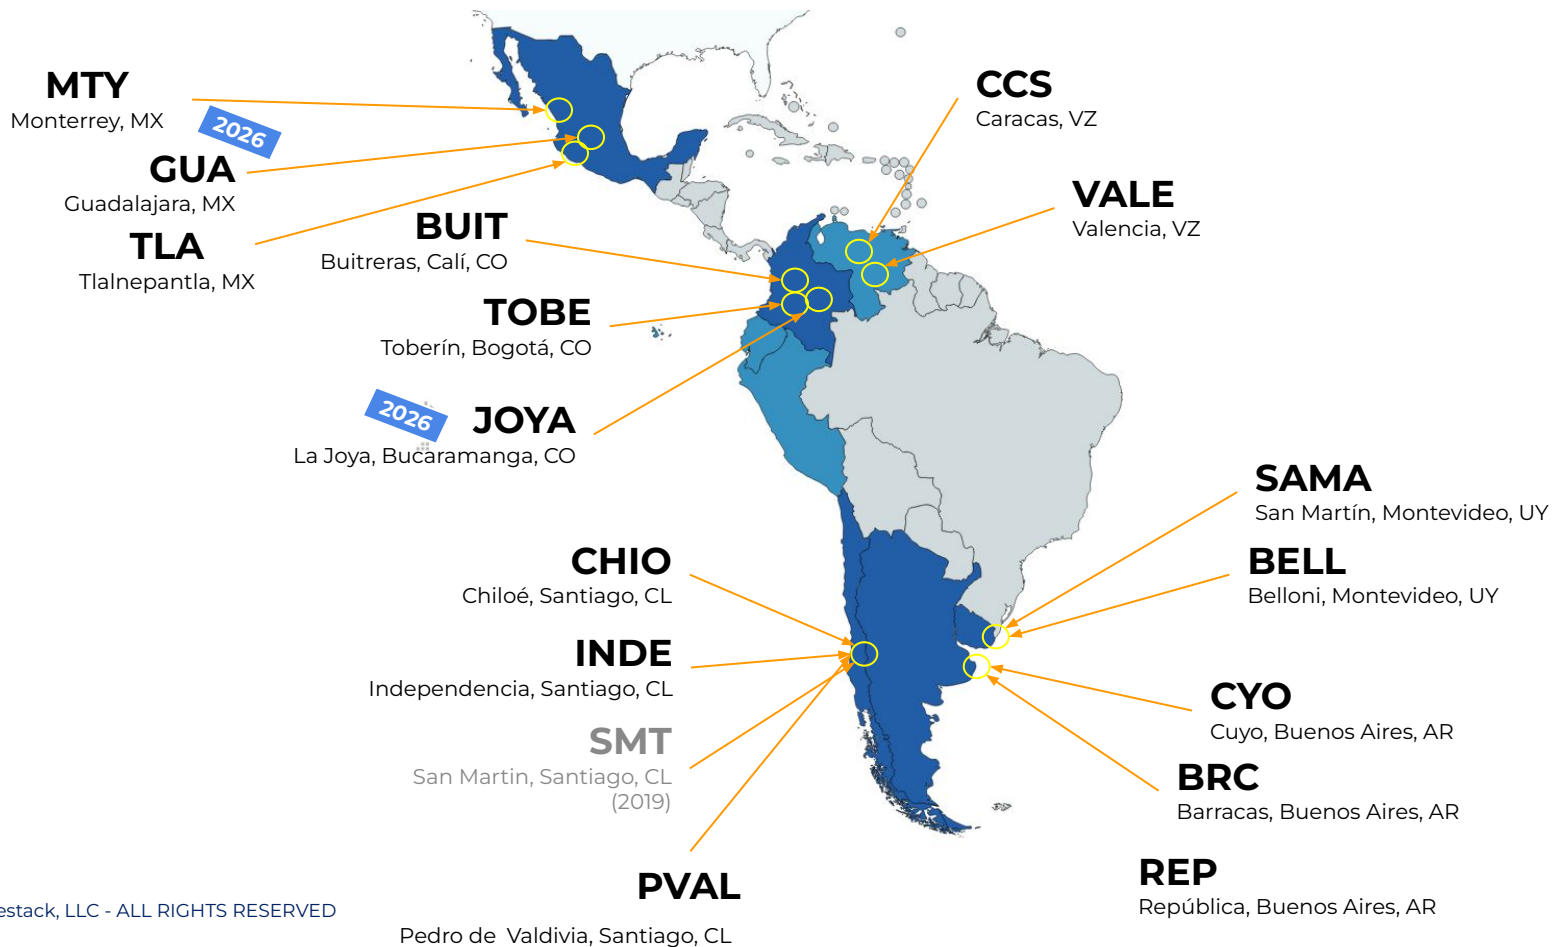 MTY
Monterrey, MX
2026
GUA
Guadalajara, MX
TLA
Tlalnepantla, MX
BUIT
Buitreras, Calí, CO
TOBE
Toberín, Bogotá, CO
2026
JOYA
La Joya, Bucaramanga, CO
CCS
Caracas, VZ
VALE
Valencia, VZ
SAMA
San Martín, Montevideo, UY
BELL
Belloni, Montevideo, UY
CHIO
Chiloé, Santiago, CL
INDE
Independencia, Santiago, CL
SMT
San Martin, Santiago, CL
(2019)
PVAL
Pedro de Valdivia, Santiago, CL
CYO
Cuyo, Buenos Aires, AR
BRC
Barracas, Buenos Aires, AR
REP
República, Buenos Aires, AR
estack, LLC - ALL RIGHTS RESERVED